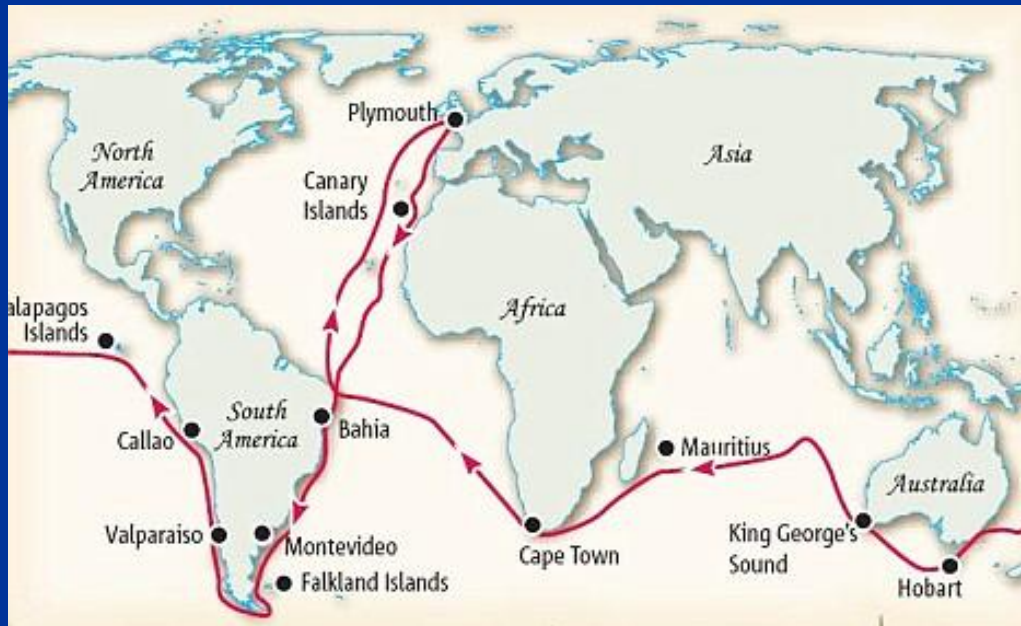 Plymouth
North
America
Asia
Canary
Islands
Africa
alapagos
Islands
South
America
Callao
Bahia
Mauritius
Australia
Valparaiso
Montevideo
Falkland Islands
Cape Town
King George's
Sound
Hobart